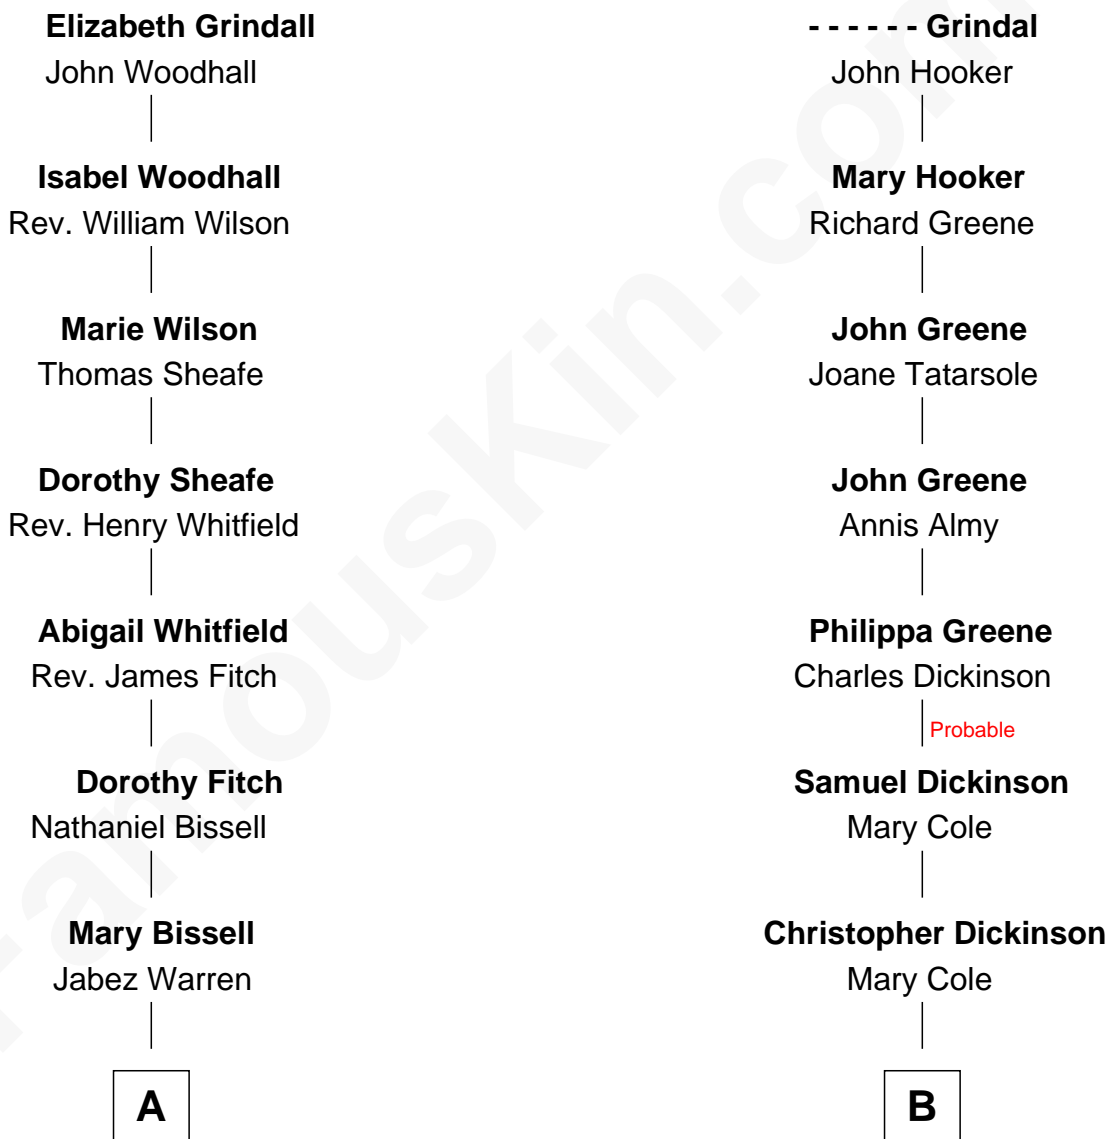 Elizabeth Grindall
John Woodhall
Isabel Woodhall
Rev. William Wilson
Marie Wilson
Thomas Sheafe
Dorothy Sheafe
Rev. Henry Whitfield
Abigail Whitfield
Rev. James Fitch
Dorothy Fitch
Nathaniel Bissell
Mary Bissell
Jabez Warren
A
- - - - - - Grindal
John Hooker
Mary Hooker
Richard Greene
John Greene
Joane Tatarsole
John Greene
Annis Almy
Philippa Greene
Charles Dickinson
Probable
Samuel Dickinson
Mary Cole
Christopher Dickinson
Mary Cole
B
FamousKin.com